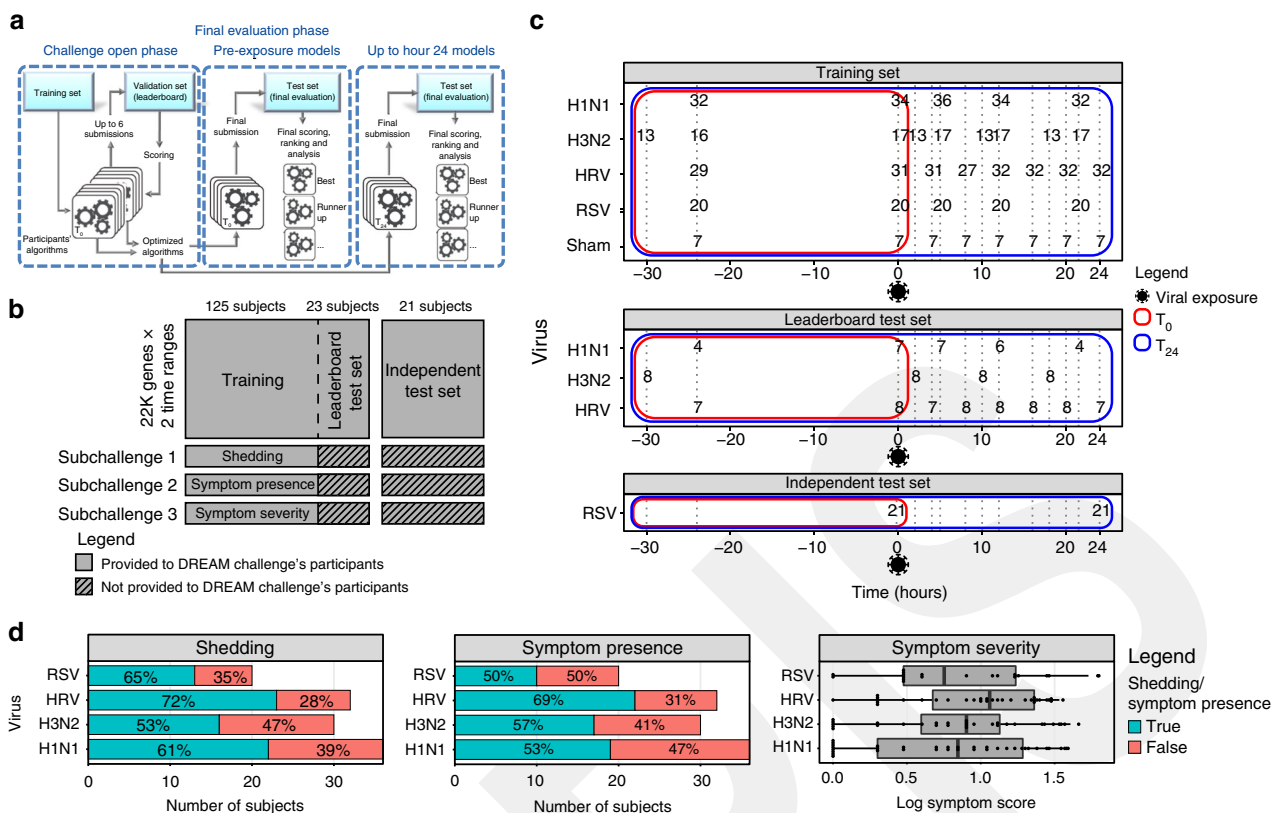 a
Final evaluation phase
Challenge open phase
Pre-exposure models
Up to hour 24 models
Training set
Validation set
(leaderboard)
Up to 6
submissions
Scoring
T0
Participants'
algorithms
Optimized
algorithms
Test set
(final evaluation)
Final
submission
Final scoring,
ranking and
analysis
Best
Runner
up
...
T0
Test set
(final evaluation)
Final
submission
Final scoring,
ranking and
analysis
Best
Runner
up
...
T24
b
125 subjects
23 subjects
21 subjects
22K genes ×
2 time ranges
Training
Leaderboard
test set
Independent
test set
Subchallenge 1
Shedding
Subchallenge 2
Symptom presence
Subchallenge 3
Symptom severity
Legend
Provided to DREAM challenge's participants
Not provided to DREAM challenge's participants
c
Virus
Training set
H1N1 32 34 36 34 32
H3N2 13 16 17 13 17 13 17 13 17
HRV 29 31 31 27 32 32 32 32
RSV 20 20 20 20 20
Sham 7 7 7 7 7 7 7 7
−30 −20 −10 0 10 20 24
Leaderboard test set
H1N1 4 7 7 6 4
H3N2 8 8 8 8
HRV 7 8 7 8 8 8 8 7
−30 −20 −10 0 10 20 24
Independent test set
RSV 21 21
−30 −20 −10 0 10 20 24
Time (hours)
Legend
Viral exposure
T0
T24
d
Virus
Shedding
RSV 65% 35%
HRV 72% 28%
H3N2 53% 47%
H1N1 61% 39%
0 10 20 30
Number of subjects
Symptom presence
RSV 50% 50%
HRV 69% 31%
H3N2 57% 41%
H1N1 53% 47%
0 10 20 30
Number of subjects
Symptom severity
RSV
HRV
H3N2
H1N1
0.0 0.5 1.0 1.5
Log symptom score
Legend
Shedding/
symptom presence
True
False